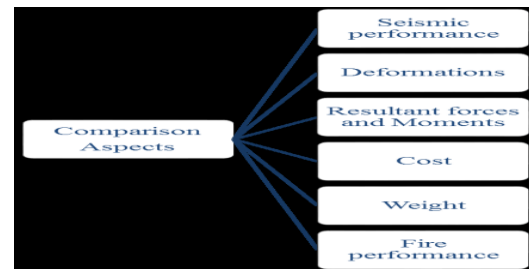 Comparison
Aspects
Seismic
performance
Deformations
Resultant forces
and Moments
Cost
Weight
Fire
performance